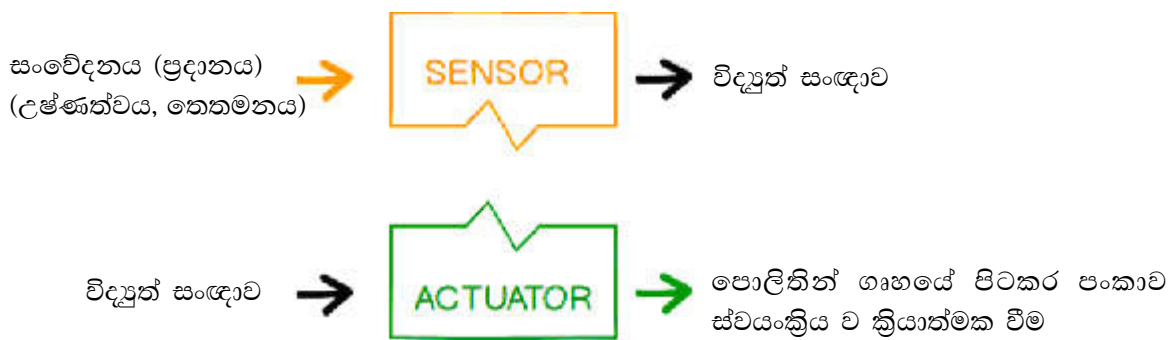 සංවේදනය (ප්‍රදානය)
(උෂ්ණත්වය, තෙතමනය)
SENSOR
විද්‍යුත් සංඥාව
විද්‍යුත් සංඥාව
ACTUATOR
පොලිතින් ගෘහයේ පිටකර පංකාව
ස්වයංක්‍රිය ව ක්‍රියාත්මක වීම